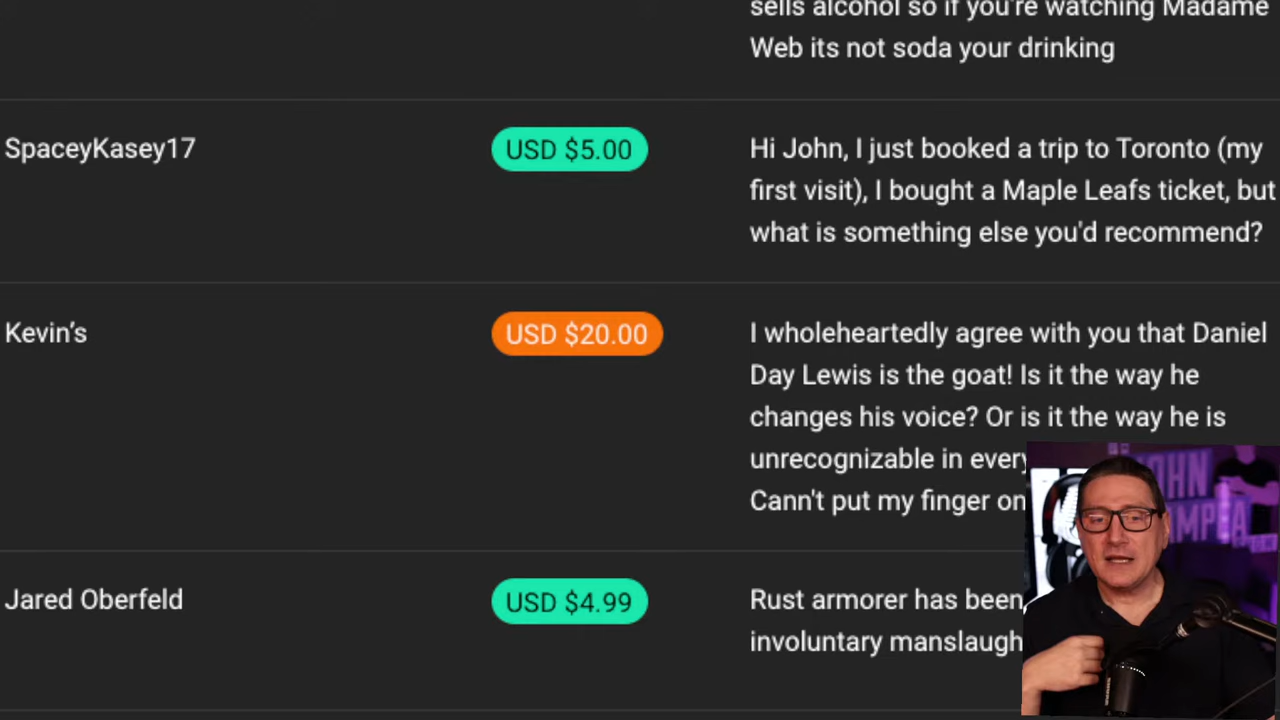 sells alcohol so if you're watching Madame
Web its not soda your drinking
SpaceyKasey17
USD $5.00
Hi John, I just booked a trip to Toronto (my
first visit), I bought a Maple Leafs ticket, but
what is something else you'd recommend?
Kevin's
USD $20.00
I wholeheartedly agree with you that Daniel
Day Lewis is the goat! Is it the way he
changes his voice? Or is it the way he is
unrecognizable in every
Cann't put my finger on
Jared Oberfeld
USD $4.99
Rust armorer has been
involuntary manslaugh
JOHN